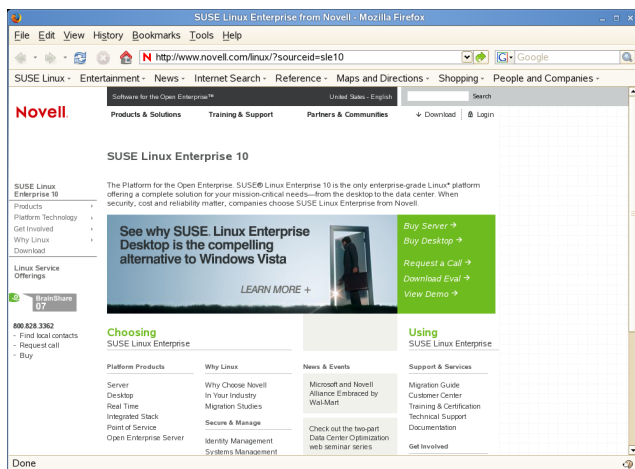 SUSE Linux Enterprise from Novell - Mozilla Firefox
File Edit View History Bookmarks Tools Help
N http://www.novell.com/linux/?sourceid=sle10
G Google
SUSE Linux Entertainment News Internet Search Reference Maps and Directions Shopping People and Companies
Software for the Open Enterprise™ United States - English Search
Novell.
Products & Solutions Training & Support Partners & Communities Download Login
SUSE Linux Enterprise 10
SUSE Linux
Enterprise 10
Products
Platform Technology
Get Involved
Why Linux
Download
Linux Service
Offerings
BrainShare
07
800.828.3362
- Find local contacts
- Request call
- Buy
The Platform for the Open Enterprise. SUSE® Linux Enterprise 10 is the only enterprise-grade Linux* platform
offering a complete solution for your mission-critical needs—from the desktop to the data center. When
security, cost and reliability matter, companies choose SUSE Linux Enterprise from Novell.
See why SUSE Linux Enterprise
Desktop is the compelling
alternative to Windows Vista
LEARN MORE +
Buy Server →
Buy Desktop →
Request a Call →
Download Eval →
View Demo →
Choosing
SUSE Linux Enterprise
Platform Products
Server
Desktop
Real Time
Integrated Stack
Point of Service
Open Enterprise Server
Why Linux
Why Choose Novell
In Your Industry
Migration Studies
Secure & Manage
Identity Management
Systems Management
News & Events
Microsoft and Novell
Alliance Embraced by
Wal-Mart
Check out the two-part
Data Center Optimization
web seminar series
Using
SUSE Linux Enterprise
Support & Services
Migration Guide
Customer Center
Training & Certification
Technical Support
Documentation
Get Involved
Done